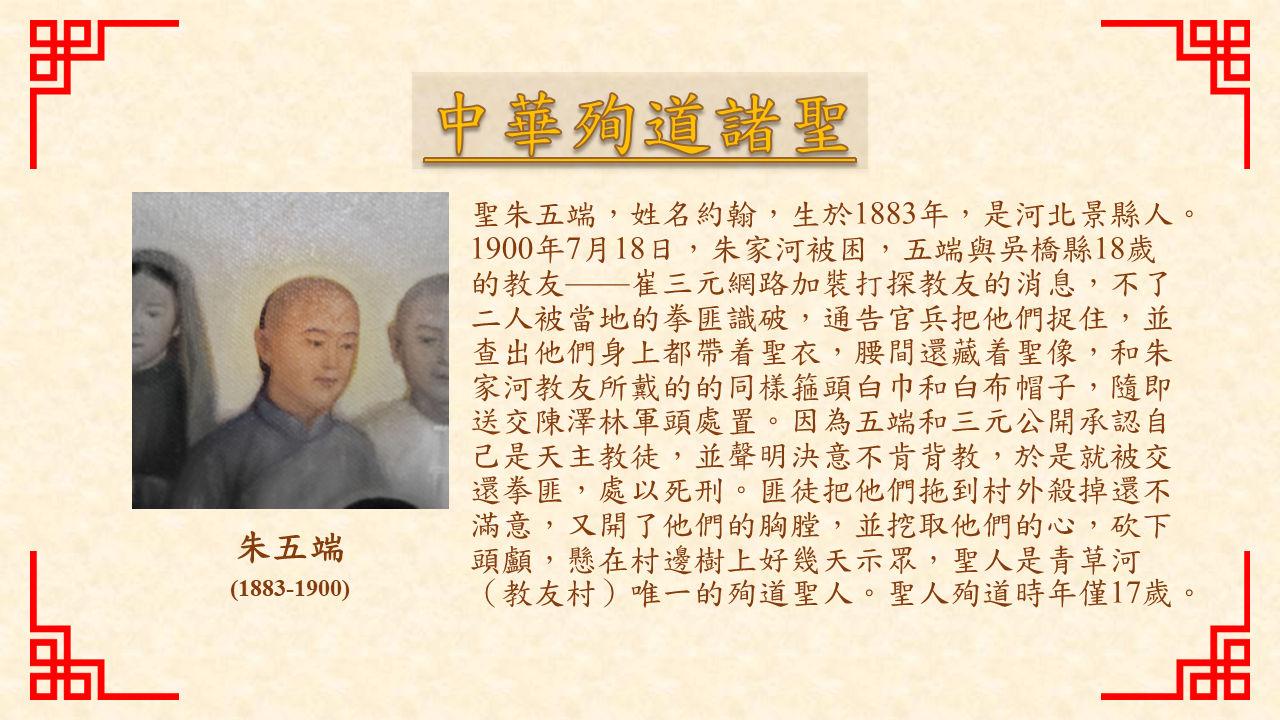 中華殉道諸聖
聖朱五端，姓名約翰，生於1883年，是河北景縣人。
1900年7月18日，朱家河被困，五端與吳橋縣18歲
的教友——崔三元網路加裝打探教友的消息，不了
二人被當地的拳匪識破，通告官兵把他們捉住，並
查出他們身上都帶着聖衣，腰間還藏着聖像，和朱
家河教友所戴的的同樣箍頭白巾和白布帽子，隨即
送交陳澤林軍頭處置。因為五端和三元公開承認自
己是天主教徒，並聲明決意不肯背教，於是就被交
還拳匪，處以死刑。匪徒把他們拖到村外殺掉還不
滿意，又開了他們的胸膛，並挖取他們的心，砍下
頭顱，懸在村邊樹上好幾天示眾，聖人是青草河
（教友村）唯一的殉道聖人。聖人殉道時年僅17歲。
朱五端
(1883-1900)